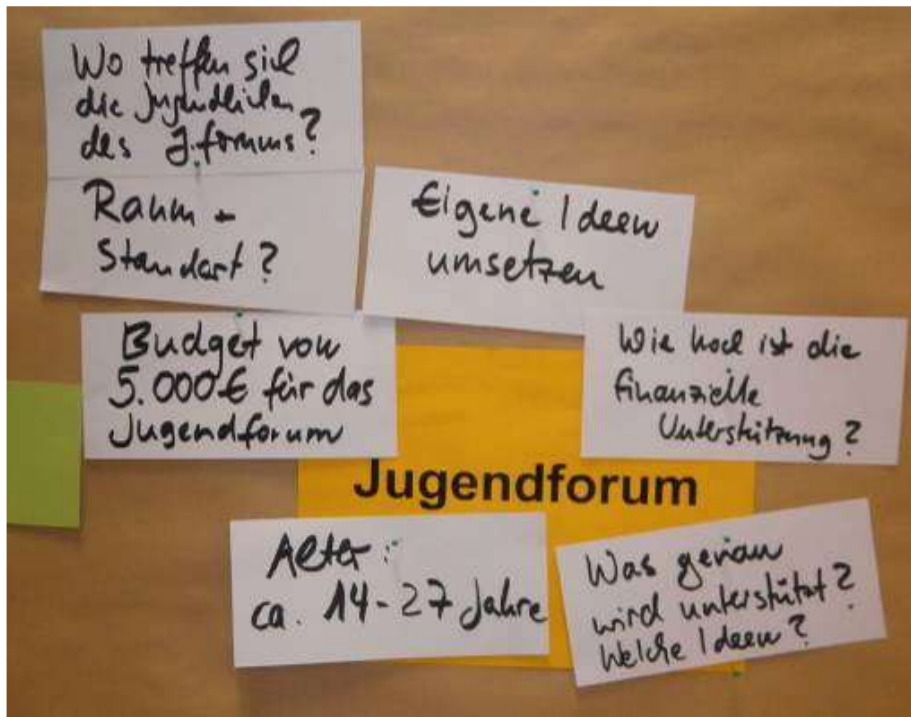 Wo treffen sich
die Jugendlichen
des J.forums?
Raum -
Standort?
Eigene Ideen
umsetzen
Budget von
5.000€ für das
Jugendforum
Wie hoch ist die
finanzielle
Unterstützung?
Jugendforum
Alter:
ca. 14-27 Jahre
Was genau
wird unterstützt?
Welche Ideen?